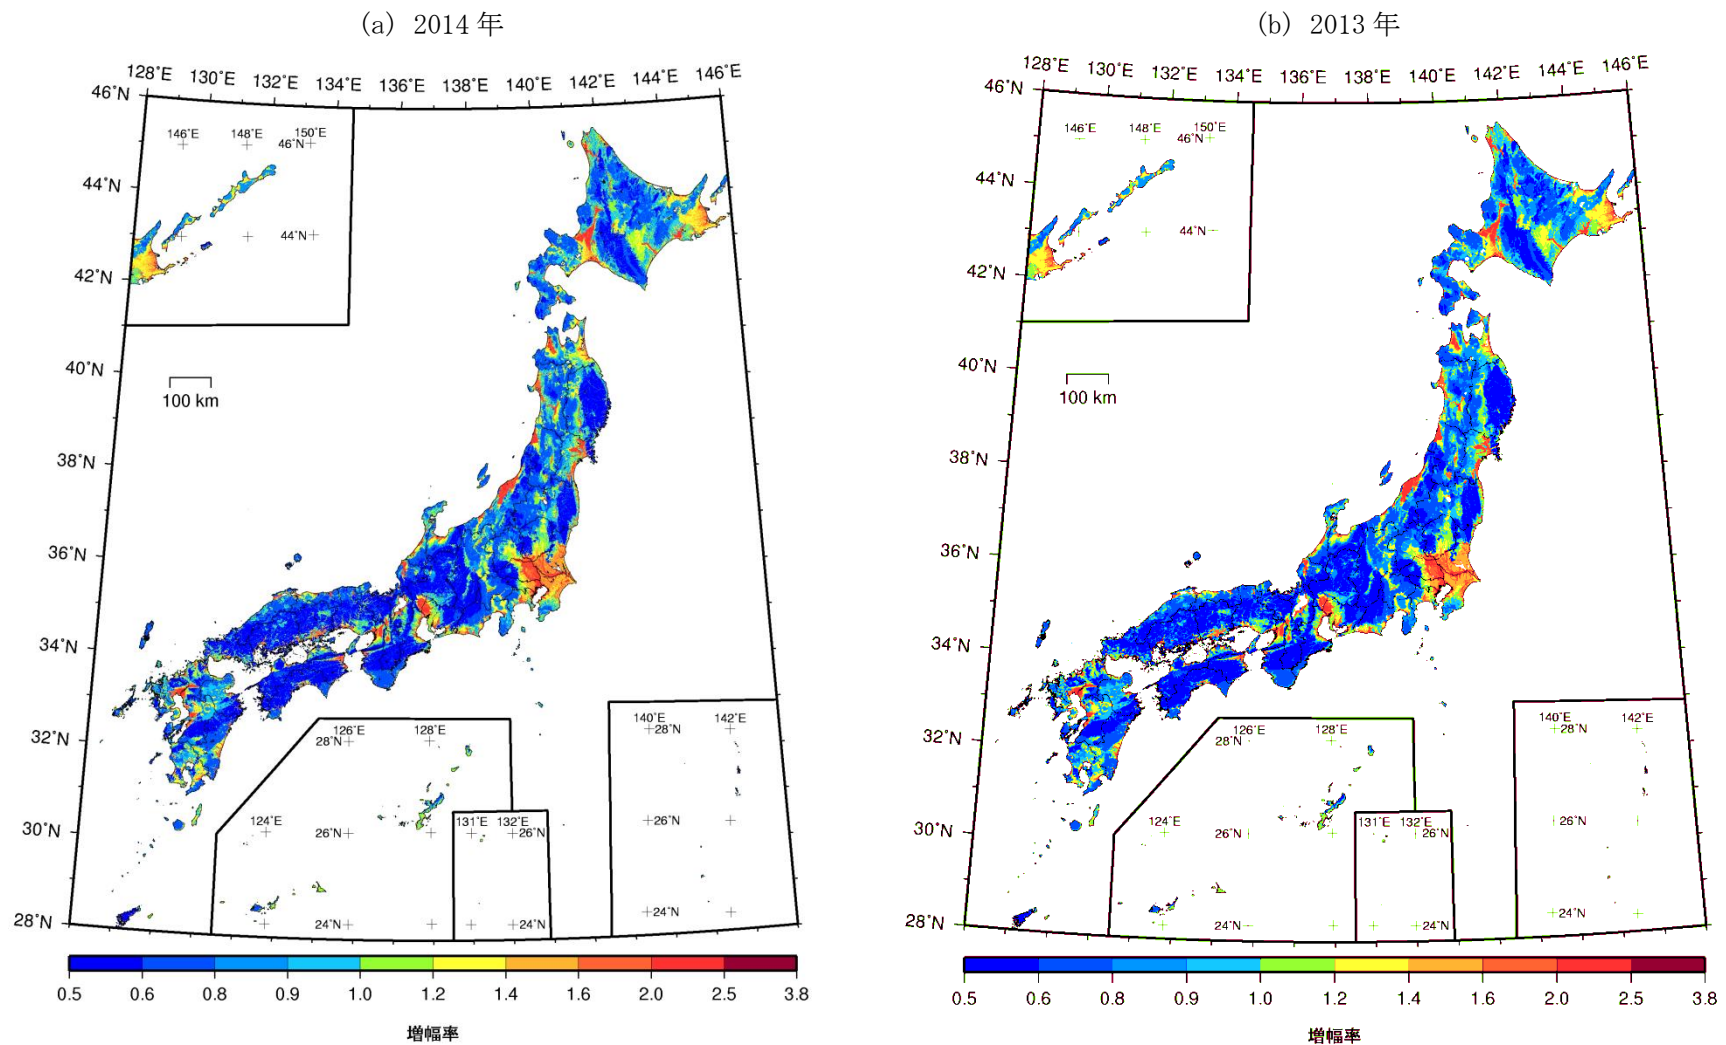 (a) 2014 年
128°E 130°E 132°E 134°E 136°E 138°E 140°E 142°E 144°E 146°E
46°N
146°E 148°E 150°E
46°N
44°N
44°N
42°N
40°N
100 km
38°N
36°N
34°N
32°N
30°N
28°N
126°E 128°E
28°N
124°E
26°N
24°N
131°E 132°E
26°N
24°N
140°E 142°E
28°N
26°N
24°N
0.5 0.6 0.8 0.9 1.0 1.2 1.4 1.6 2.0 2.5 3.8
増幅率
(b) 2013 年
128°E 130°E 132°E 134°E 136°E 138°E 140°E 142°E 144°E 146°E
46°N
146°E 148°E 150°E
46°N
44°N
44°N
42°N
40°N
100 km
38°N
36°N
34°N
32°N
30°N
28°N
126°E 128°E
28°N
124°E
26°N
24°N
131°E 132°E
26°N
24°N
140°E 142°E
28°N
26°N
24°N
0.5 0.6 0.8 0.9 1.0 1.2 1.4 1.6 2.0 2.5 3.8
増幅率